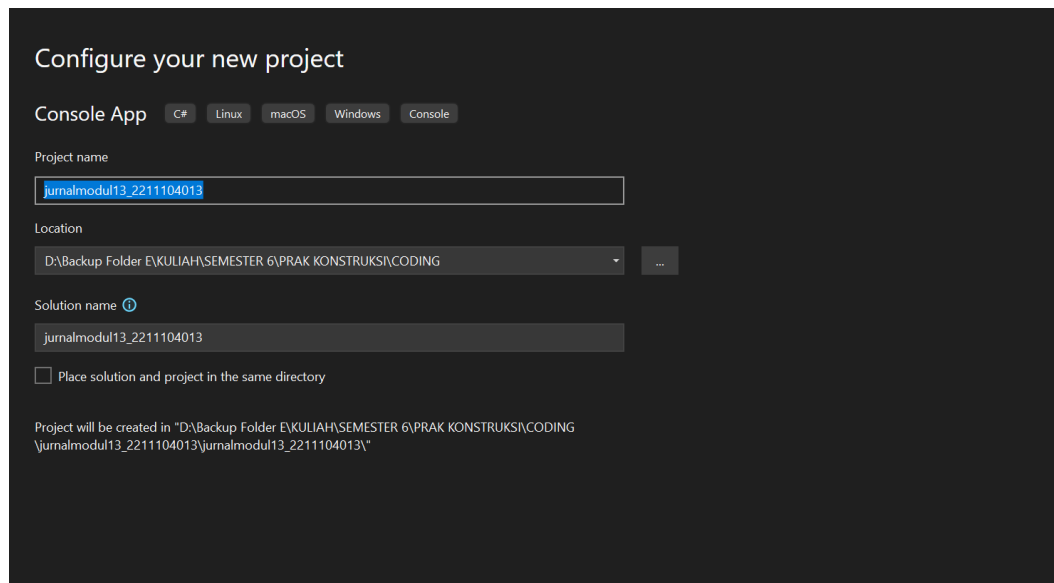 Configure your new project
Console App C# Linux macOS Windows Console
Project name
jurnalmodul13_2211104013
Location
D:\Backup Folder E\KULIAH\SEMESTER 6\PRAK KONSTRUKSI\CODING
...
Solution name
jurnalmodul13_2211104013
Place solution and project in the same directory
Project will be created in "D:\Backup Folder E\KULIAH\SEMESTER 6\PRAK KONSTRUKSI\CODING
\jurnalmodul13_2211104013\jurnalmodul13_2211104013\"